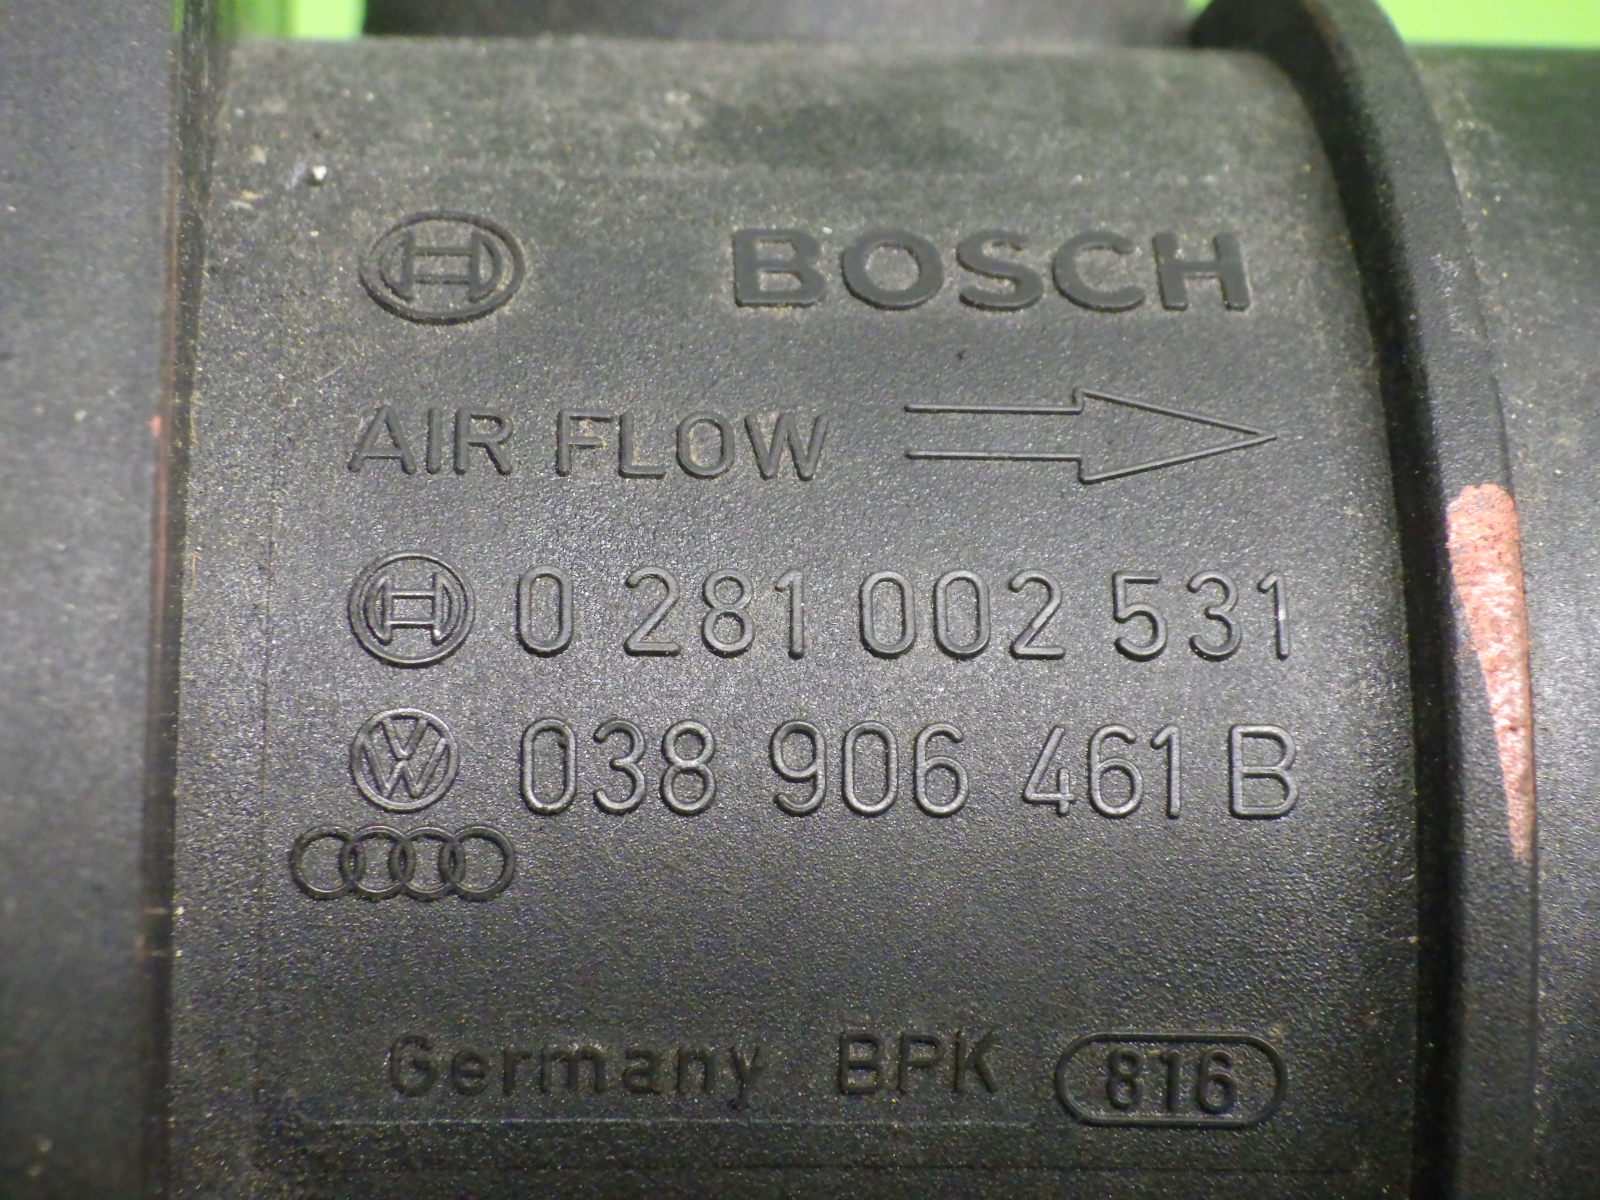 BOSCH
AIR FLOW
0 281 002 531
038 906 461 B
Germany BPK 816